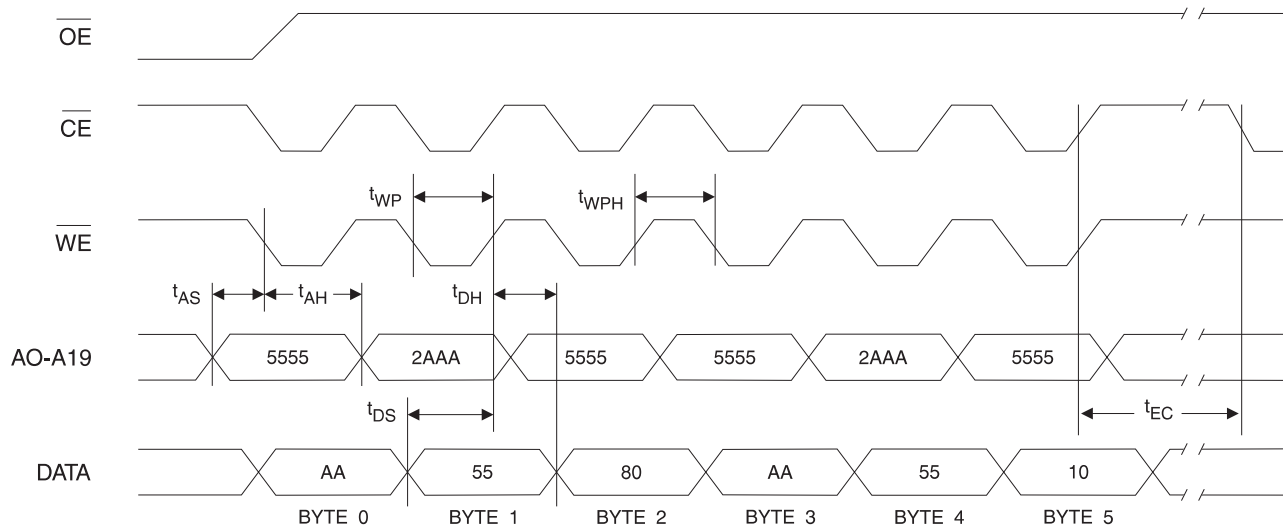 OE
CE
tWP
tWPH
WE
tAS
tAH
tDH
AO-A19
5555
2AAA
5555
5555
2AAA
5555
tDS
tEC
DATA
AA
55
80
AA
55
10
BYTE 0
BYTE 1
BYTE 2
BYTE 3
BYTE 4
BYTE 5